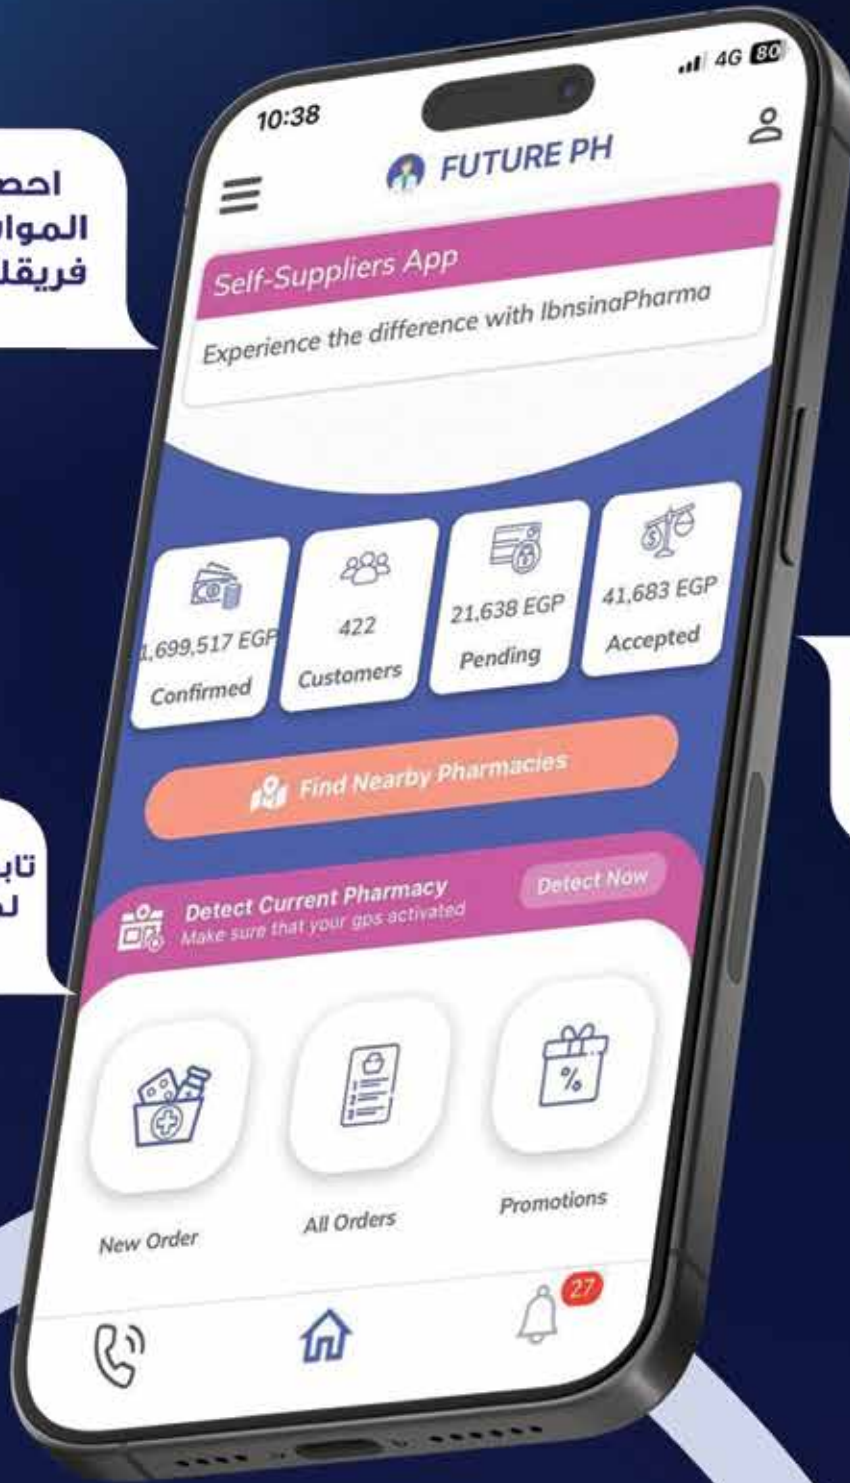 10:38
4G 80
FUTURE PH
Self-Suppliers App
Experience the difference with IbnsinaPharma
1,699,517 EGP
Confirmed
422
Customers
21,638 EGP
Pending
41,683 EGP
Accepted
Find Nearby Pharmacies
Detect Current Pharmacy
Make sure that your gps activated
Detect Now
New Order
All Orders
Promotions
27